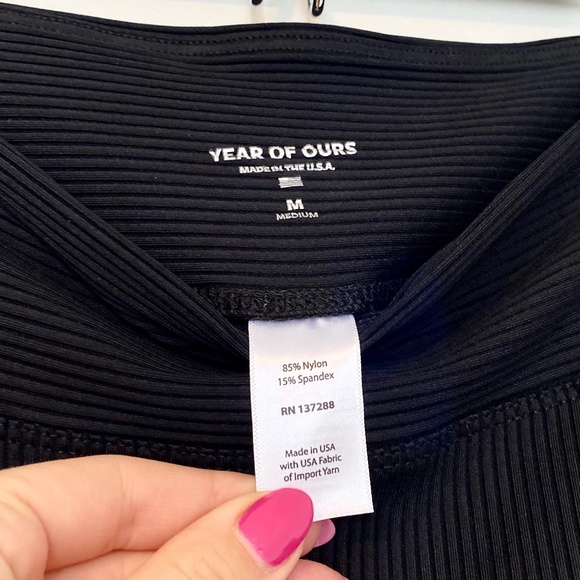 YEAR OF OURS
MADE IN THE U.S.A.
M
MEDIUM
85% Nylon
15% Spandex
RN 137288
Made in USA
with USA Fabric
of Import Yarn